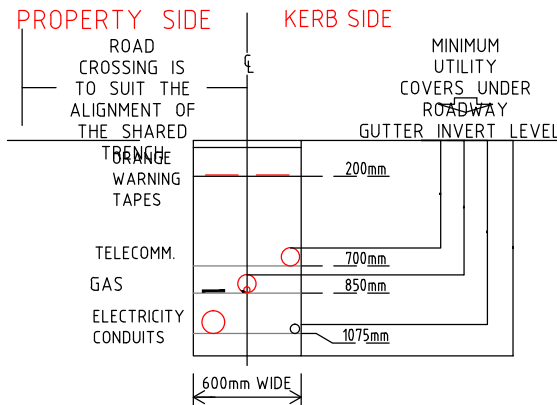 PROPERTY SIDE
KERB SIDE
ROAD
CROSSING IS
TO SUIT THE
ALIGNMENT OF
THE SHARED
TRENCH
℄
MINIMUM
UTILITY
COVERS UNDER
ROADWAY
GUTTER INVERT LEVEL
ORANGE
WARNING
TAPES
200mm
TELECOMM.
700mm
GAS
850mm
ELECTRICITY
CONDUITS
1075mm
600mm WIDE